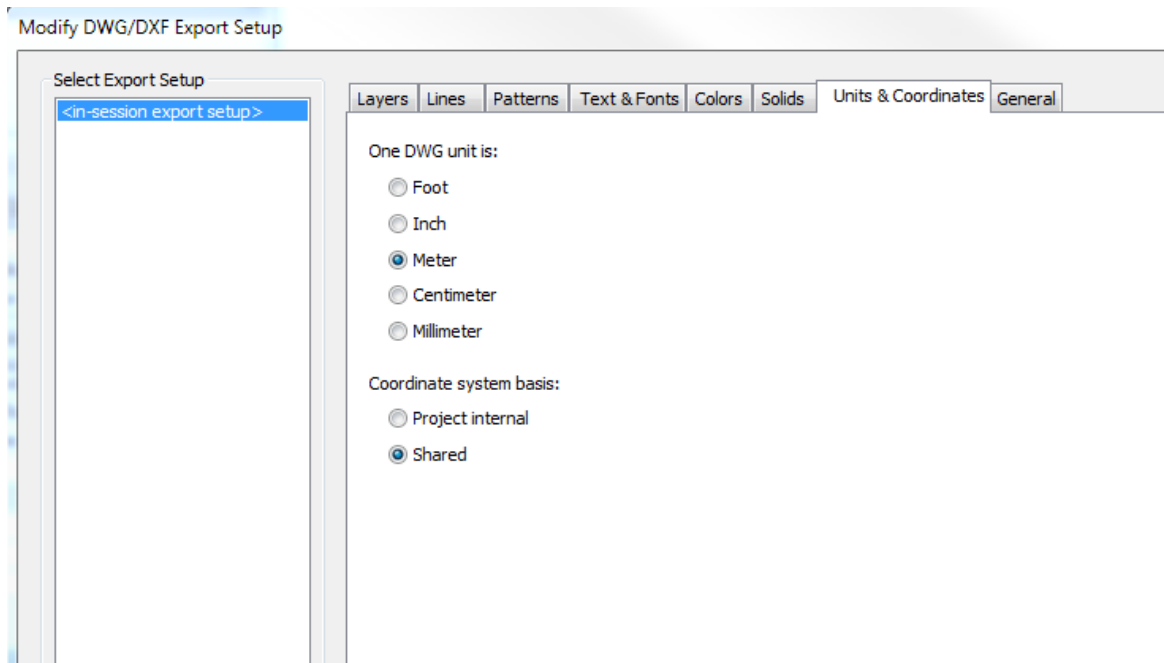 Modify DWG/DXF Export Setup
Select Export Setup
<in-session export setup>
Layers Lines Patterns Text & Fonts Colors Solids Units & Coordinates General
One DWG unit is:
Foot
Inch
Meter
Centimeter
Millimeter
Coordinate system basis:
Project internal
Shared